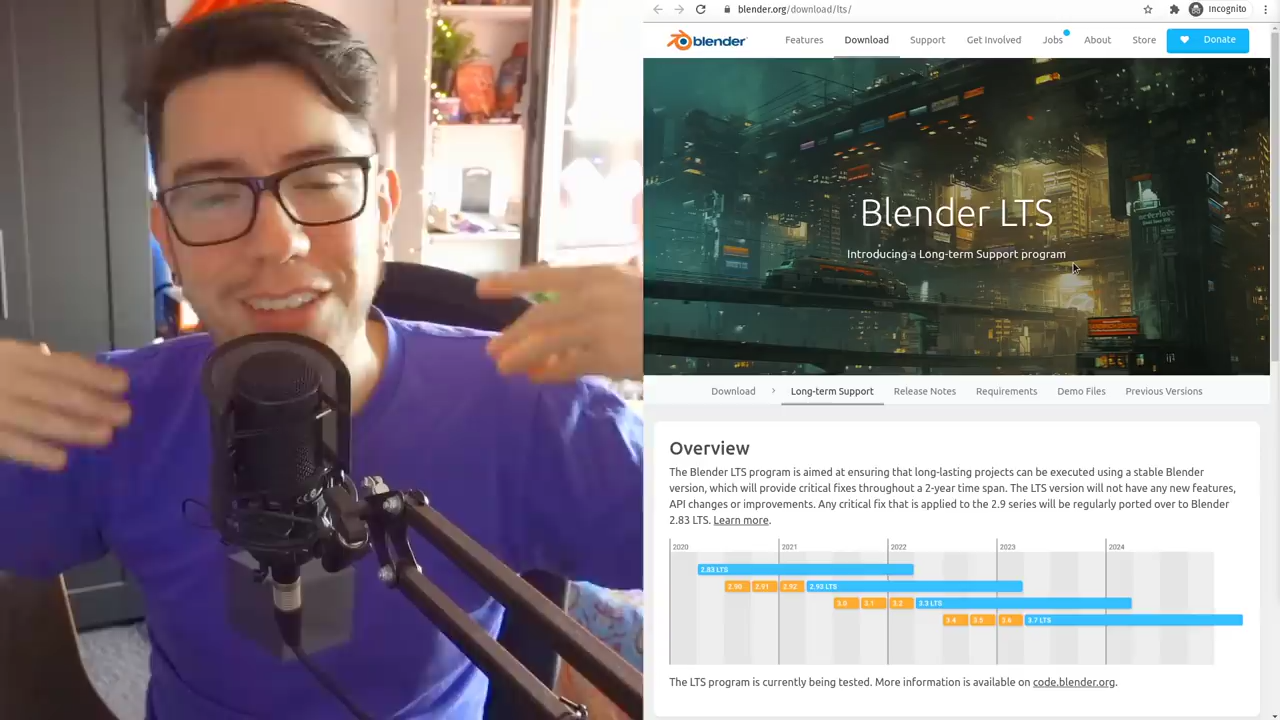 blender.org/download/lts/
Incognito
blender
Features
Download
Support
Get Involved
Jobs
About
Store
Donate
Blender LTS
Introducing a Long-term Support program
Download
Long-term Support
Release Notes
Requirements
Demo Files
Previous Versions
Overview
The Blender LTS program is aimed at ensuring that long-lasting projects can be executed using a stable Blender
version, which will provide critical fixes throughout a 2-year time span. The LTS version will not have any new features,
API changes or improvements. Any critical fix that is applied to the 2.9 series will be regularly ported over to Blender
2.83 LTS. Learn more.
2020
2021
2022
2023
2024
2.83 LTS
2.90
2.91
2.92
2.93 LTS
3.0
3.1
3.2
3.3 LTS
3.4
3.5
3.6
3.7 LTS
The LTS program is currently being tested. More information is available on code.blender.org.